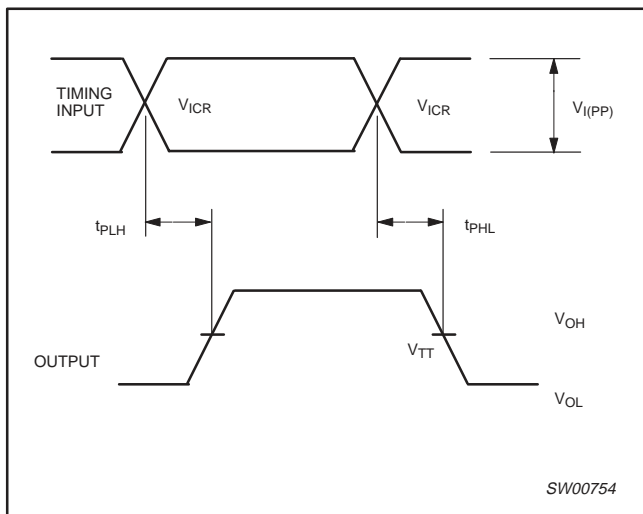 TIMING
INPUT
VICR
VICR
VI(PP)
tPLH
tPHL
VOH
VTT
OUTPUT
VOL
SW00754